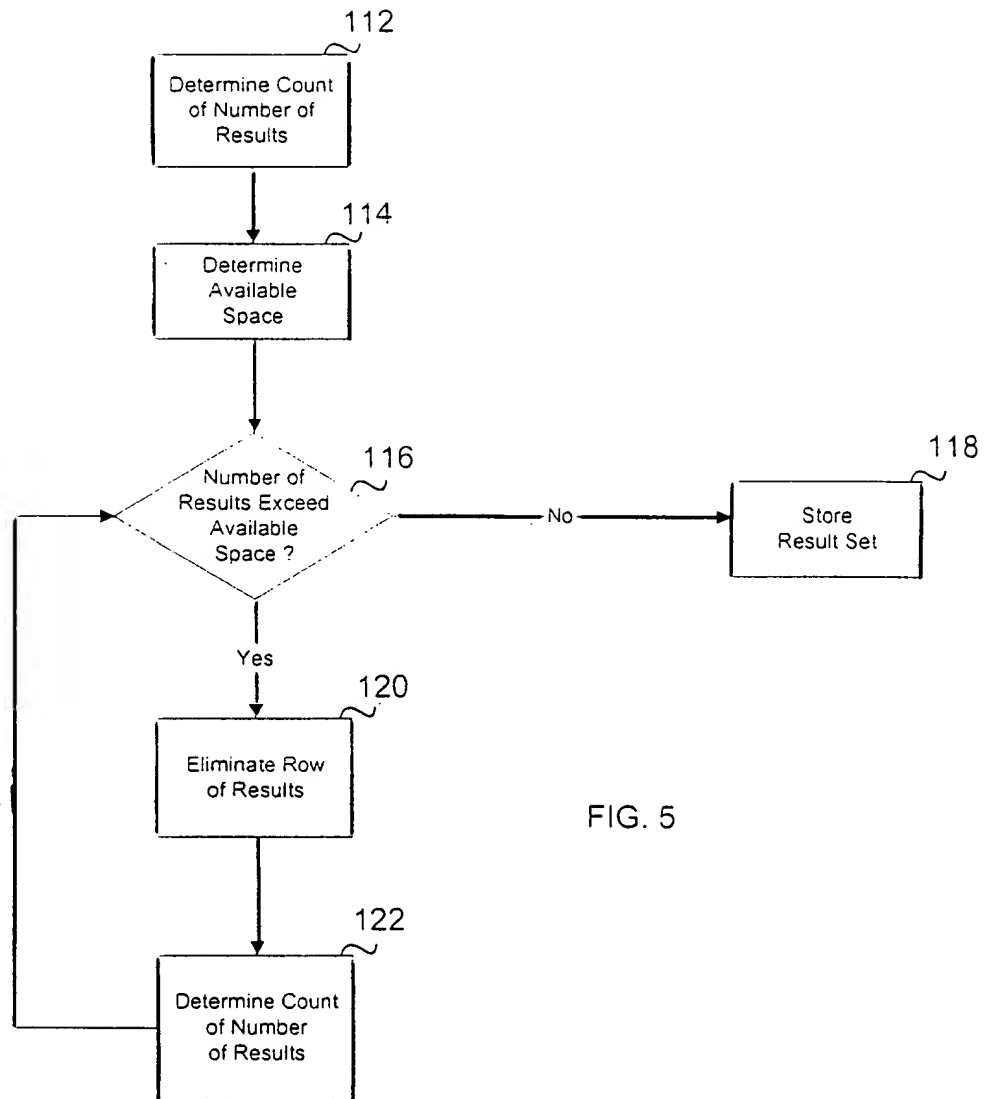 112
Determine Count
of Number of
Results
114
Determine
Available
Space
116
Number of
Results Exceed
Available
Space ?
No
118
Store
Result Set
Yes
120
Eliminate Row
of Results
FIG. 5
122
Determine Count
of Number
of Results